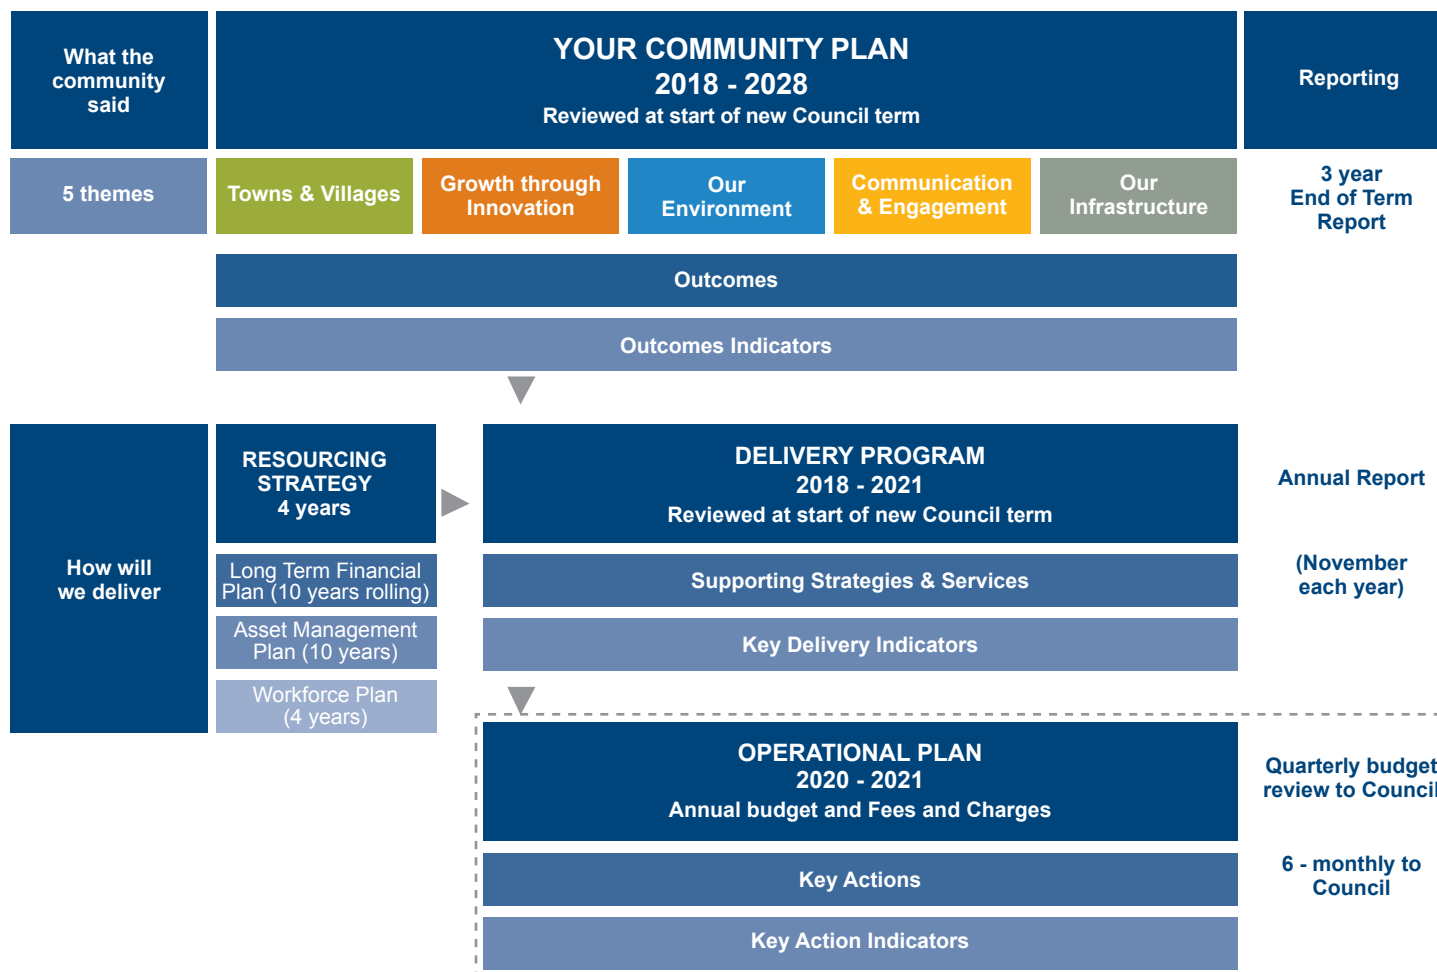 What the
community
said
YOUR COMMUNITY PLAN
2018 - 2028
Reviewed at start of new Council term
Reporting
5 themes
Towns & Villages
Growth through
Innovation
Our
Environment
Communication
& Engagement
Our
Infrastructure
3 year
End of Term
Report
Outcomes
Outcomes Indicators
How will
we deliver
RESOURCING
STRATEGY
4 years
Long Term Financial
Plan (10 years rolling)
Asset Management
Plan (10 years)
Workforce Plan
(4 years)
DELIVERY PROGRAM
2018 - 2021
Reviewed at start of new Council term
Supporting Strategies & Services
Key Delivery Indicators
Annual Report
(November
each year)
OPERATIONAL PLAN
2020 - 2021
Annual budget and Fees and Charges
Key Actions
Key Action Indicators
Quarterly budget
review to Council
6 - monthly to
Council